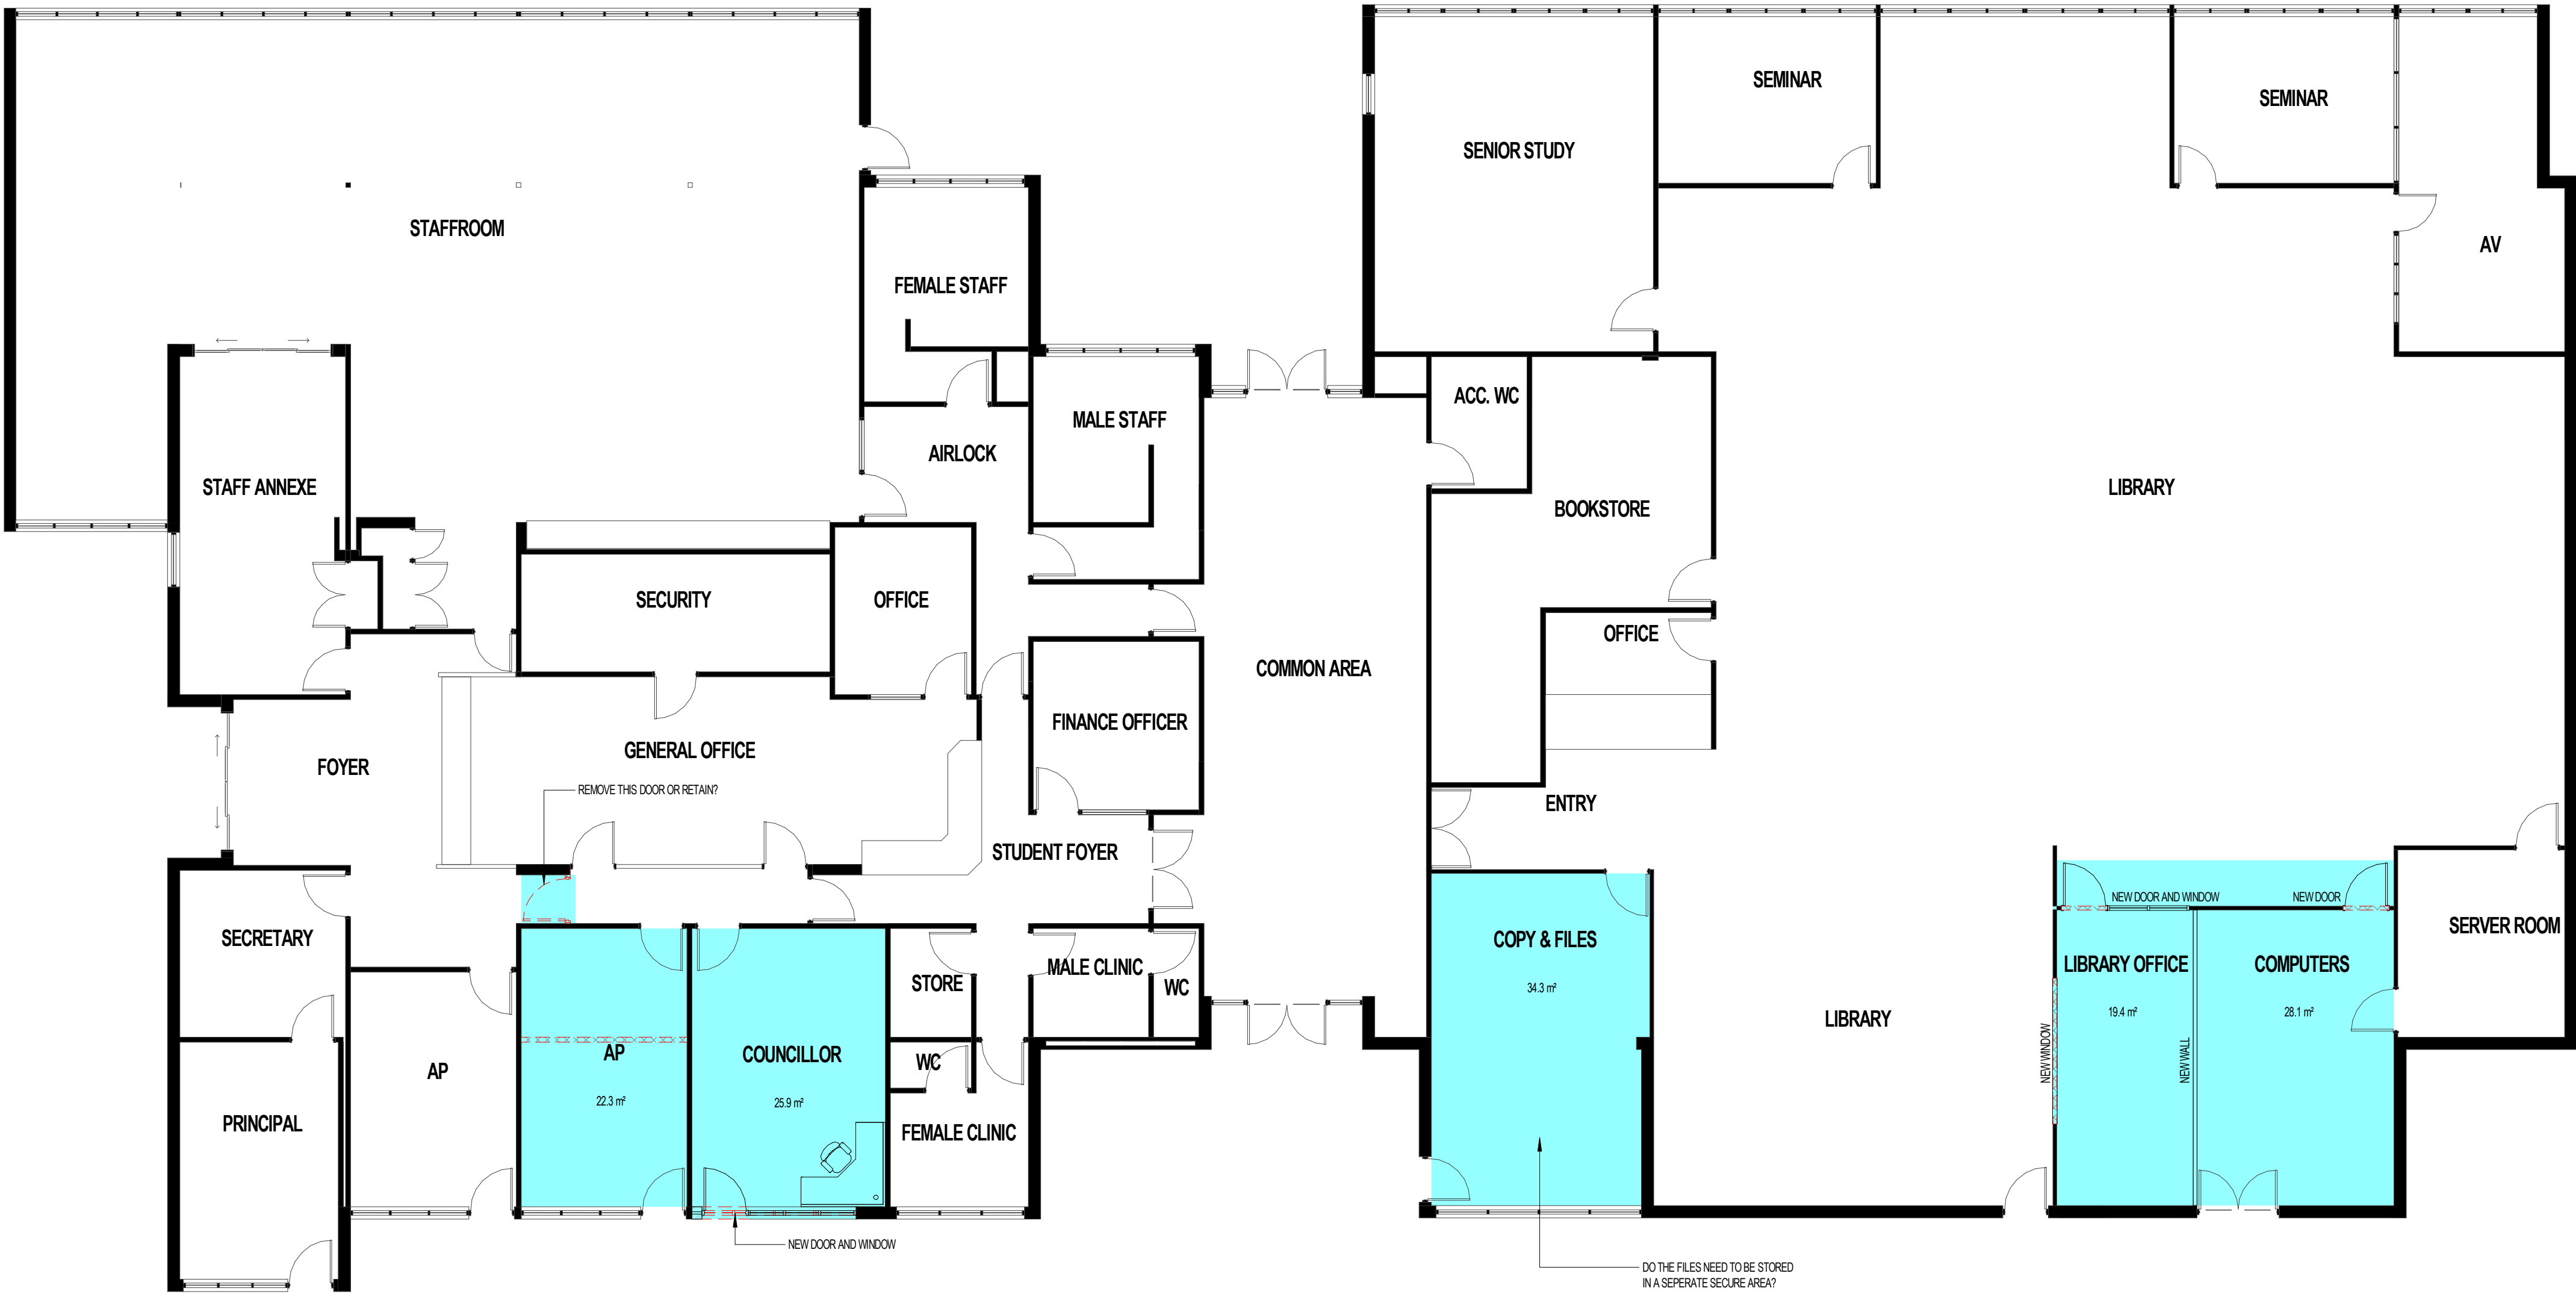 SEMINAR
SEMINAR
SENIOR STUDY
STAFFROOM
AV
FEMALE STAFF
ACC. WC
MALE STAFF
AIRLOCK
STAFF ANNEXE
LIBRARY
BOOKSTORE
SECURITY
OFFICE
OFFICE
COMMON AREA
FINANCE OFFICER
GENERAL OFFICE
FOYER
REMOVE THIS DOOR OR RETAIN?
ENTRY
STUDENT FOYER
NEW DOOR AND WINDOW
NEW DOOR
SERVER ROOM
SECRETARY
COPY & FILES
34.3 m²
MALE CLINIC
LIBRARY OFFICE
19.4 m²
COMPUTERS
28.1 m²
STORE
WC
LIBRARY
NEW WINDOW
NEW WALL
AP
22.3 m²
COUNCILLOR
25.9 m²
WC
AP
PRINCIPAL
FEMALE CLINIC
NEW DOOR AND WINDOW
DO THE FILES NEED TO BE STORED
IN A SEPERATE SECURE AREA?